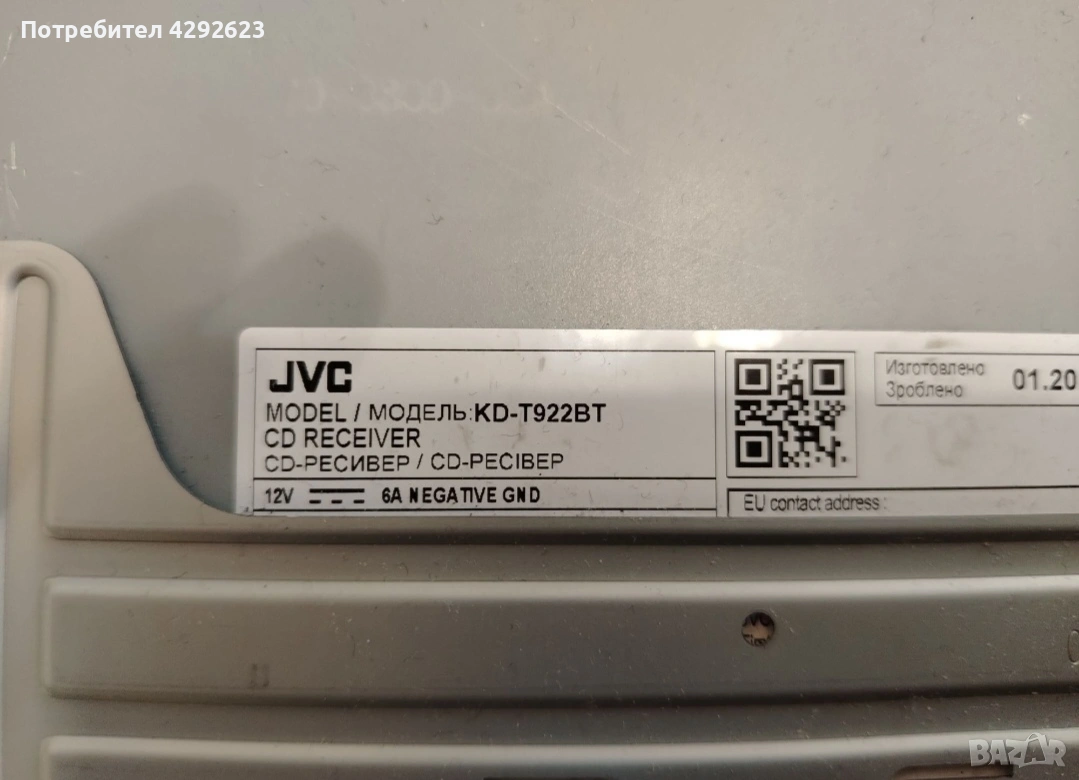 Потребител 4292623
JVC
MODEL / МОДЕЛЬ:KD-T922BT
CD RECEIVER
CD-РЕСИВЕР / CD-РЕСІВЕР
12V 6A NEGATIVE GND
Изготовлено
Зроблено
01.20
EU contact address :
BAZAR